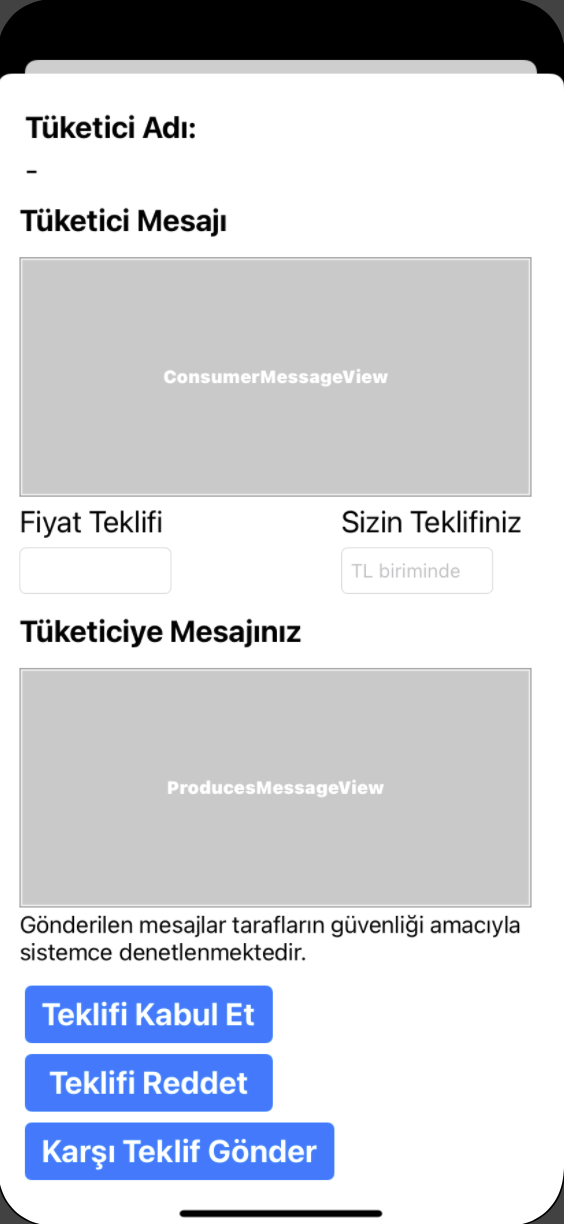 Tüketici Adı:
-
Tüketici Mesajı
ConsumerMessageView
Fiyat Teklifi
Sizin Teklifiniz
TL biriminde
Tüketiciye Mesajınız
ProducesMessageView
Gönderilen mesajlar tarafların güvenliği amacıyla
sistemce denetlenmektedir.
Teklifi Kabul Et
Teklifi Reddet
Karşı Teklif Gönder